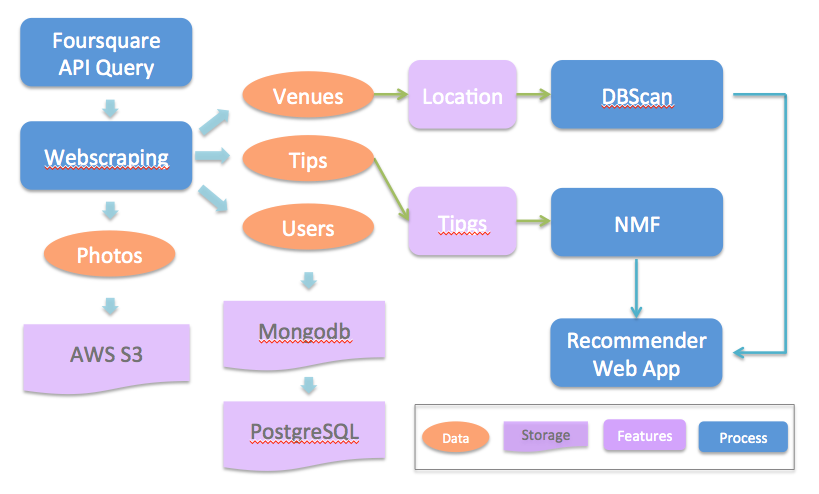 Foursquare
API Query
Webscraping
Photos
AWS S3
Venues
Tips
Users
Mongodb
PostgreSQL
Location
Tipgs
DBScan
NMF
Recommender
Web App
Data
Storage
Features
Process